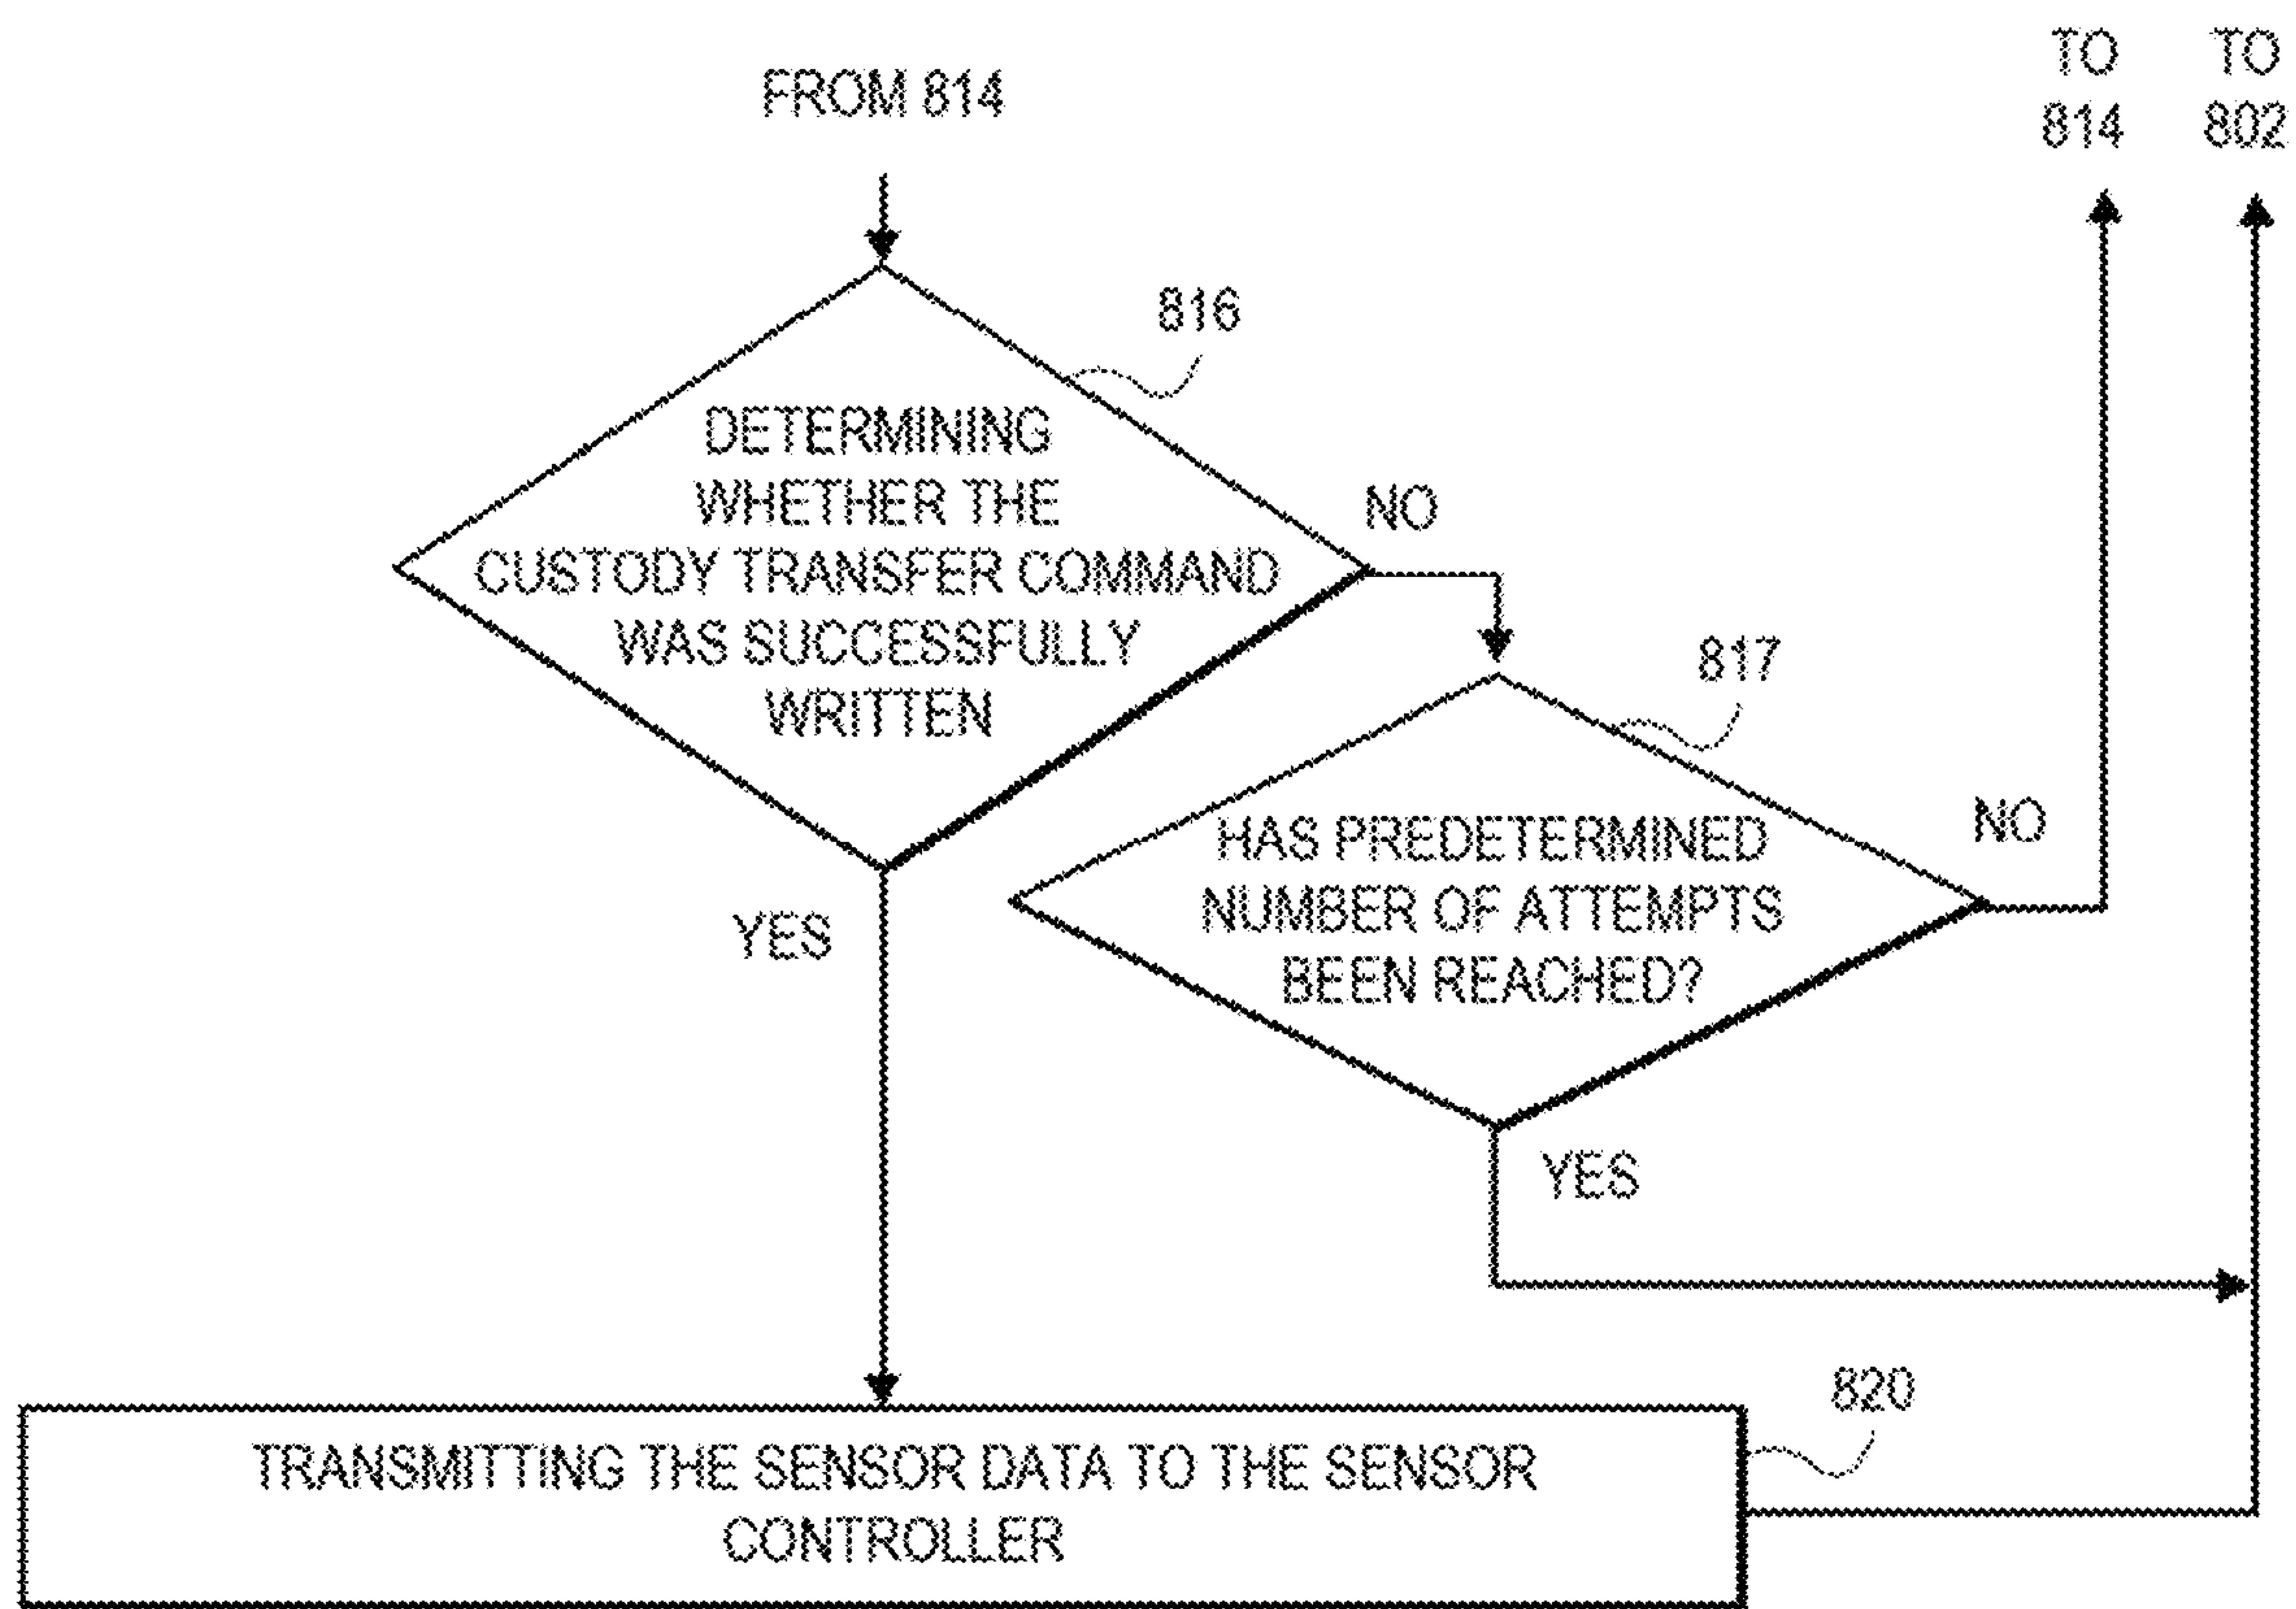 FROM 814
TO
814
TO
802
816
DETERMINING
WHETHER THE
CUSTODY TRANSFER COMMAND
WAS SUCCESSFULLY
WRITTEN
NO
817
HAS PREDETERMINED
NUMBER OF ATTEMPTS
BEEN REACHED?
NO
YES
YES
820
TRANSMITTING THE SENSOR DATA TO THE SENSOR
CONTROLLER